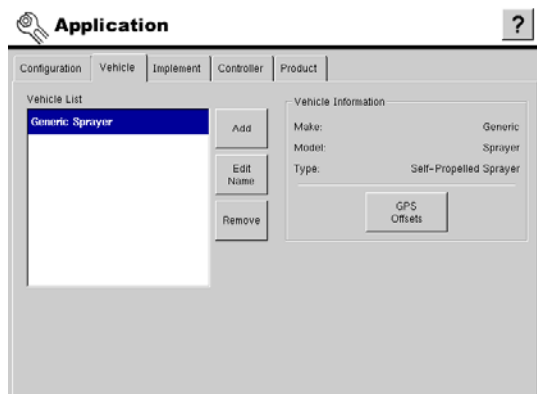 Application
?
Configuration Vehicle Implement Controller Product
Vehicle List
Generic Sprayer
Add
Edit
Name
Remove
Vehicle Information
Make: Generic
Model: Sprayer
Type: Self-Propelled Sprayer
GPS
Offsets